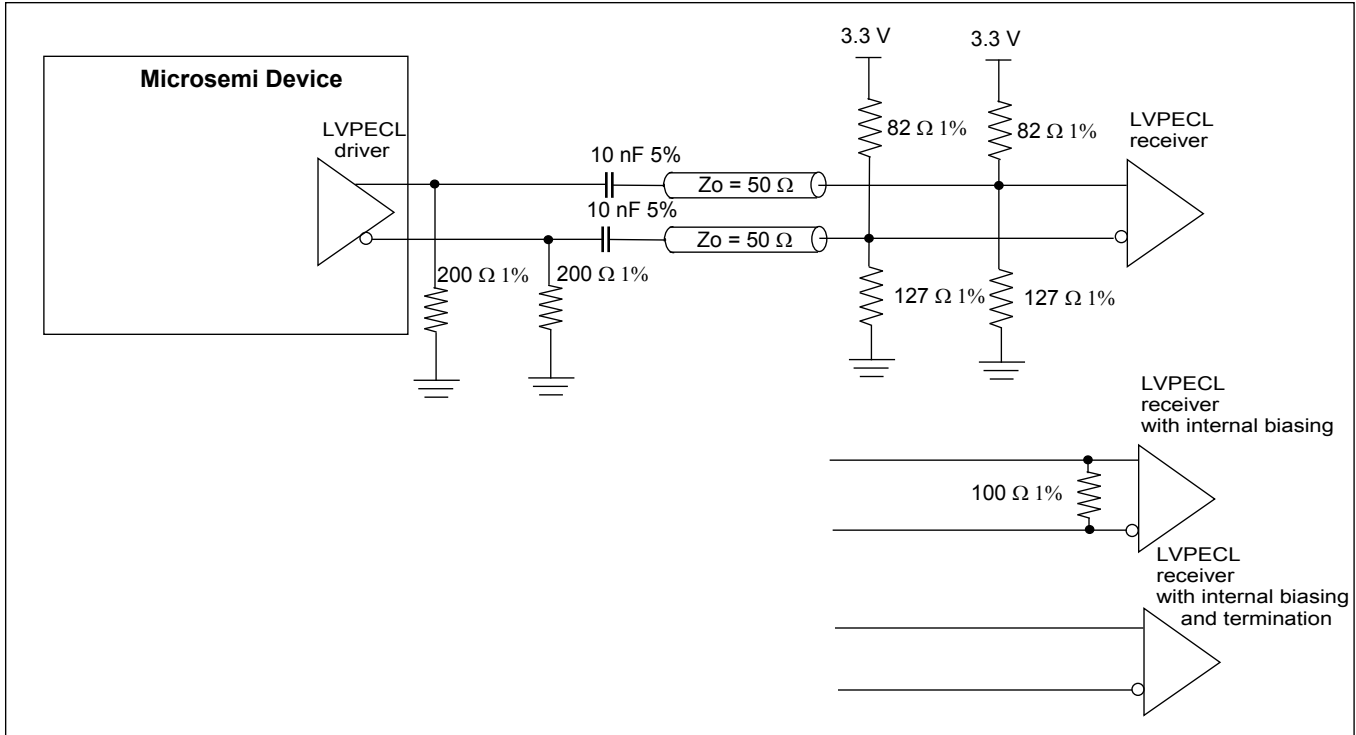 3.3 V
3.3 V
Microsemi Device
LVPECL
driver
82 Ω 1%
82 Ω 1%
LVPECL
receiver
10 nF 5%
Zo = 50 Ω
10 nF 5%
Zo = 50 Ω
200 Ω 1%
200 Ω 1%
127 Ω 1%
127 Ω 1%
LVPECL
receiver
with internal biasing
100 Ω 1%
LVPECL
receiver
with internal biasing
and termination